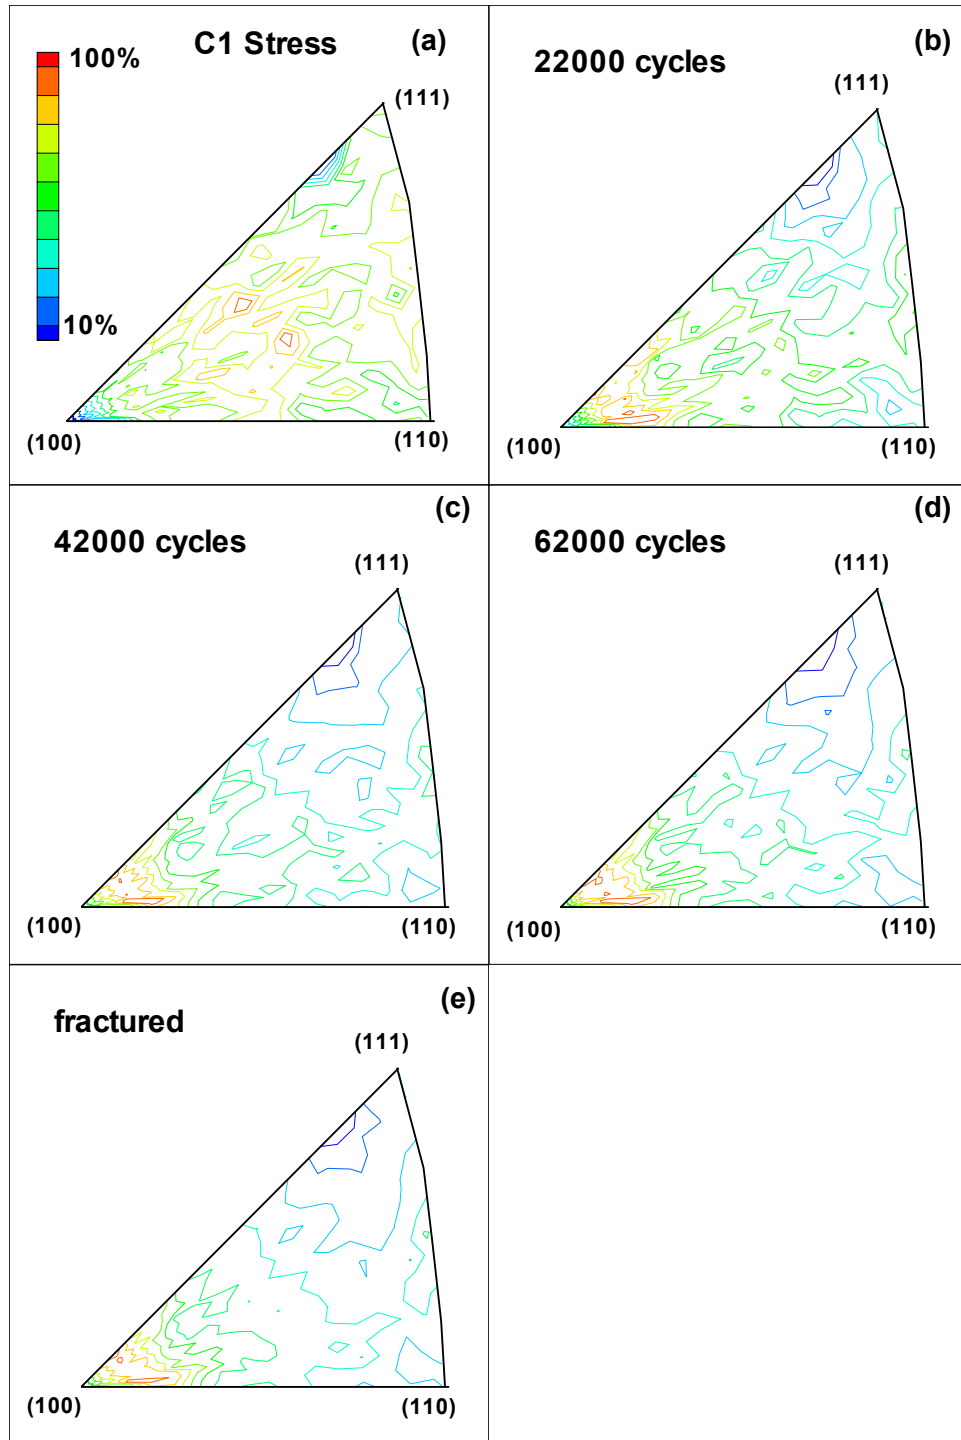 C1 Stress
(a)
100%
10%
(111)
(100)
(110)
22000 cycles
(b)
(111)
(100)
(110)
42000 cycles
(c)
(111)
(100)
(110)
62000 cycles
(d)
(111)
(100)
(110)
fractured
(e)
(111)
(100)
(110)